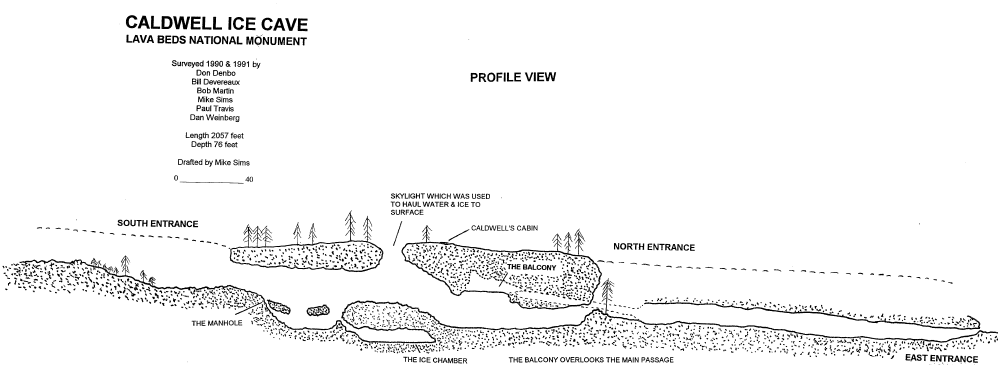 CALDWELL ICE CAVE
LAVA BEDS NATIONAL MONUMENT
Surveyed 1990 & 1991 by
Don Denbo
Bill Devereaux
Bob Martin
Mike Sims
Paul Travis
Dan Weinberg
Length 2057 feet
Depth 76 feet
Drafted by Mike Sims
0 40
PROFILE VIEW
SKYLIGHT WHICH WAS USED
TO HAUL WATER & ICE TO
SURFACE
SOUTH ENTRANCE
CALDWELL'S CABIN
NORTH ENTRANCE
THE BALCONY
THE MANHOLE
THE ICE CHAMBER
THE BALCONY OVERLOOKS THE MAIN PASSAGE
EAST ENTRANCE